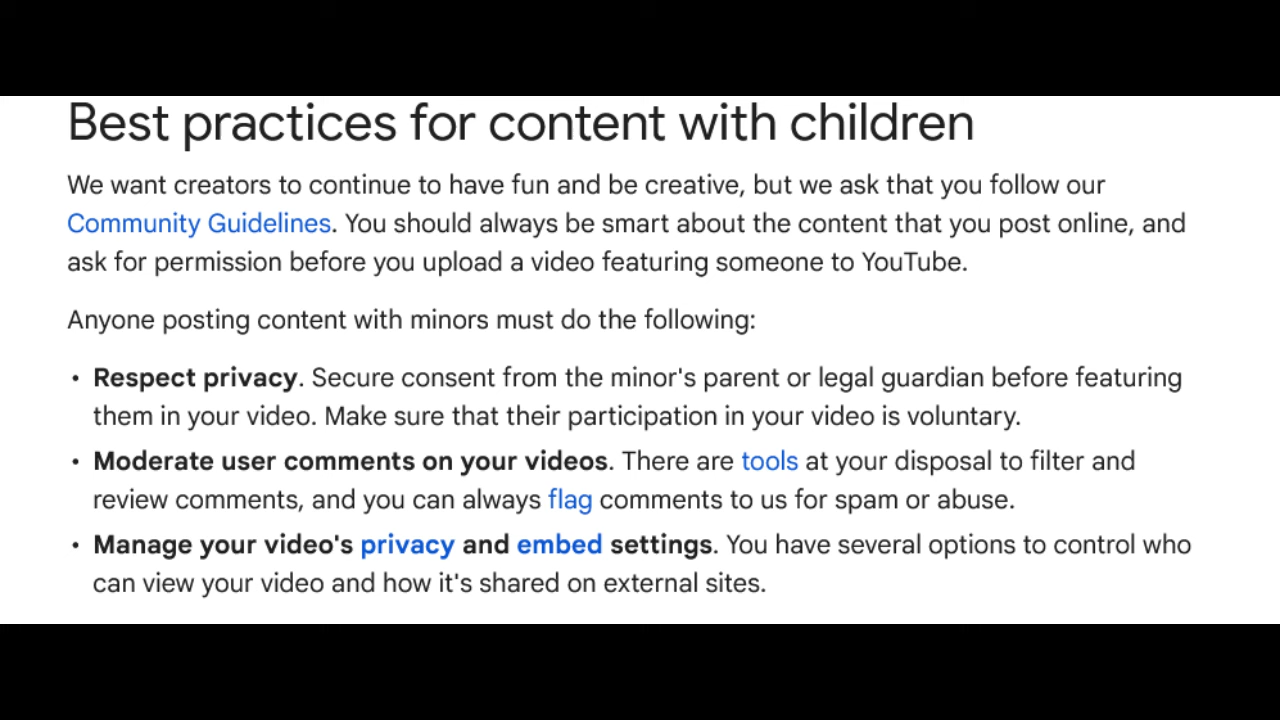 Best practices for content with children
We want creators to continue to have fun and be creative, but we ask that you follow our
Community Guidelines. You should always be smart about the content that you post online, and
ask for permission before you upload a video featuring someone to YouTube.
Anyone posting content with minors must do the following:
• Respect privacy. Secure consent from the minor's parent or legal guardian before featuring
them in your video. Make sure that their participation in your video is voluntary.
• Moderate user comments on your videos. There are tools at your disposal to filter and
review comments, and you can always flag comments to us for spam or abuse.
• Manage your video's privacy and embed settings. You have several options to control who
can view your video and how it's shared on external sites.